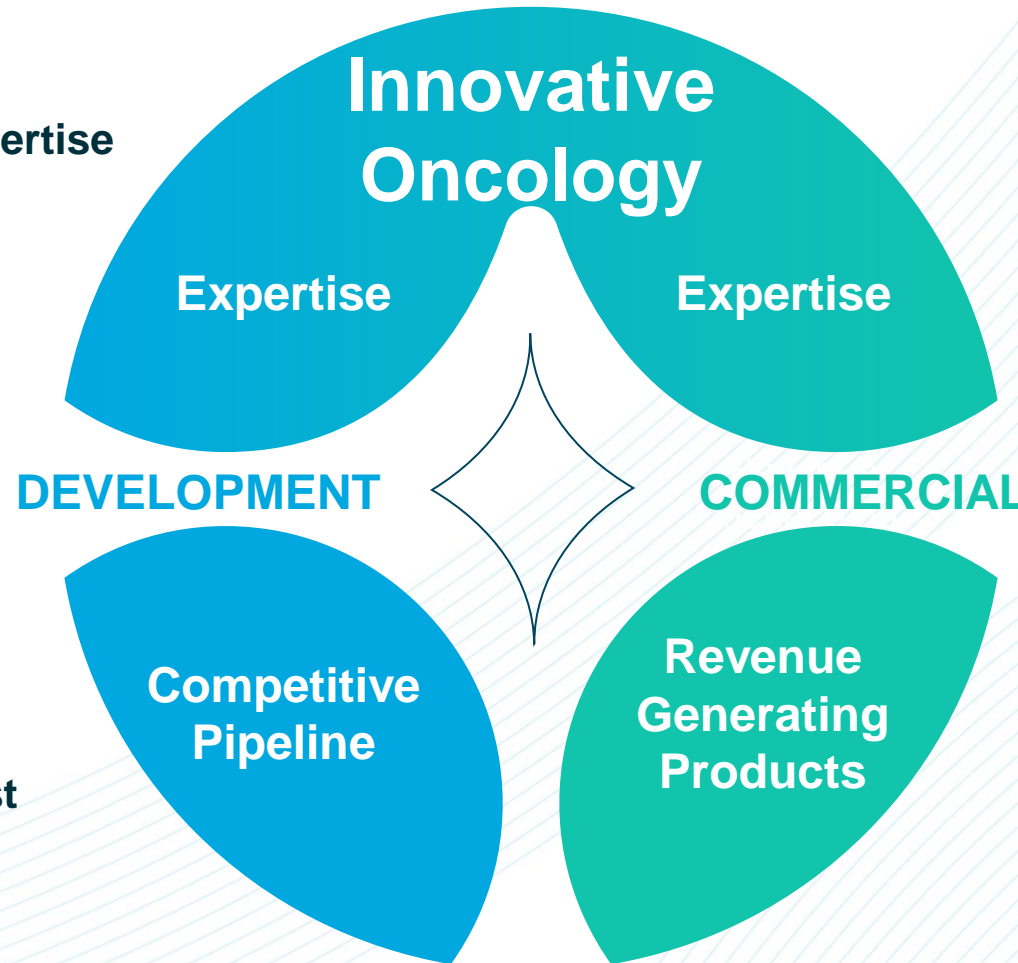 Innovative
Oncology
ertise
Expertise
Expertise
DEVELOPMENT
COMMERCIAL
Competitive
Pipeline
Revenue
Generating
Products
st